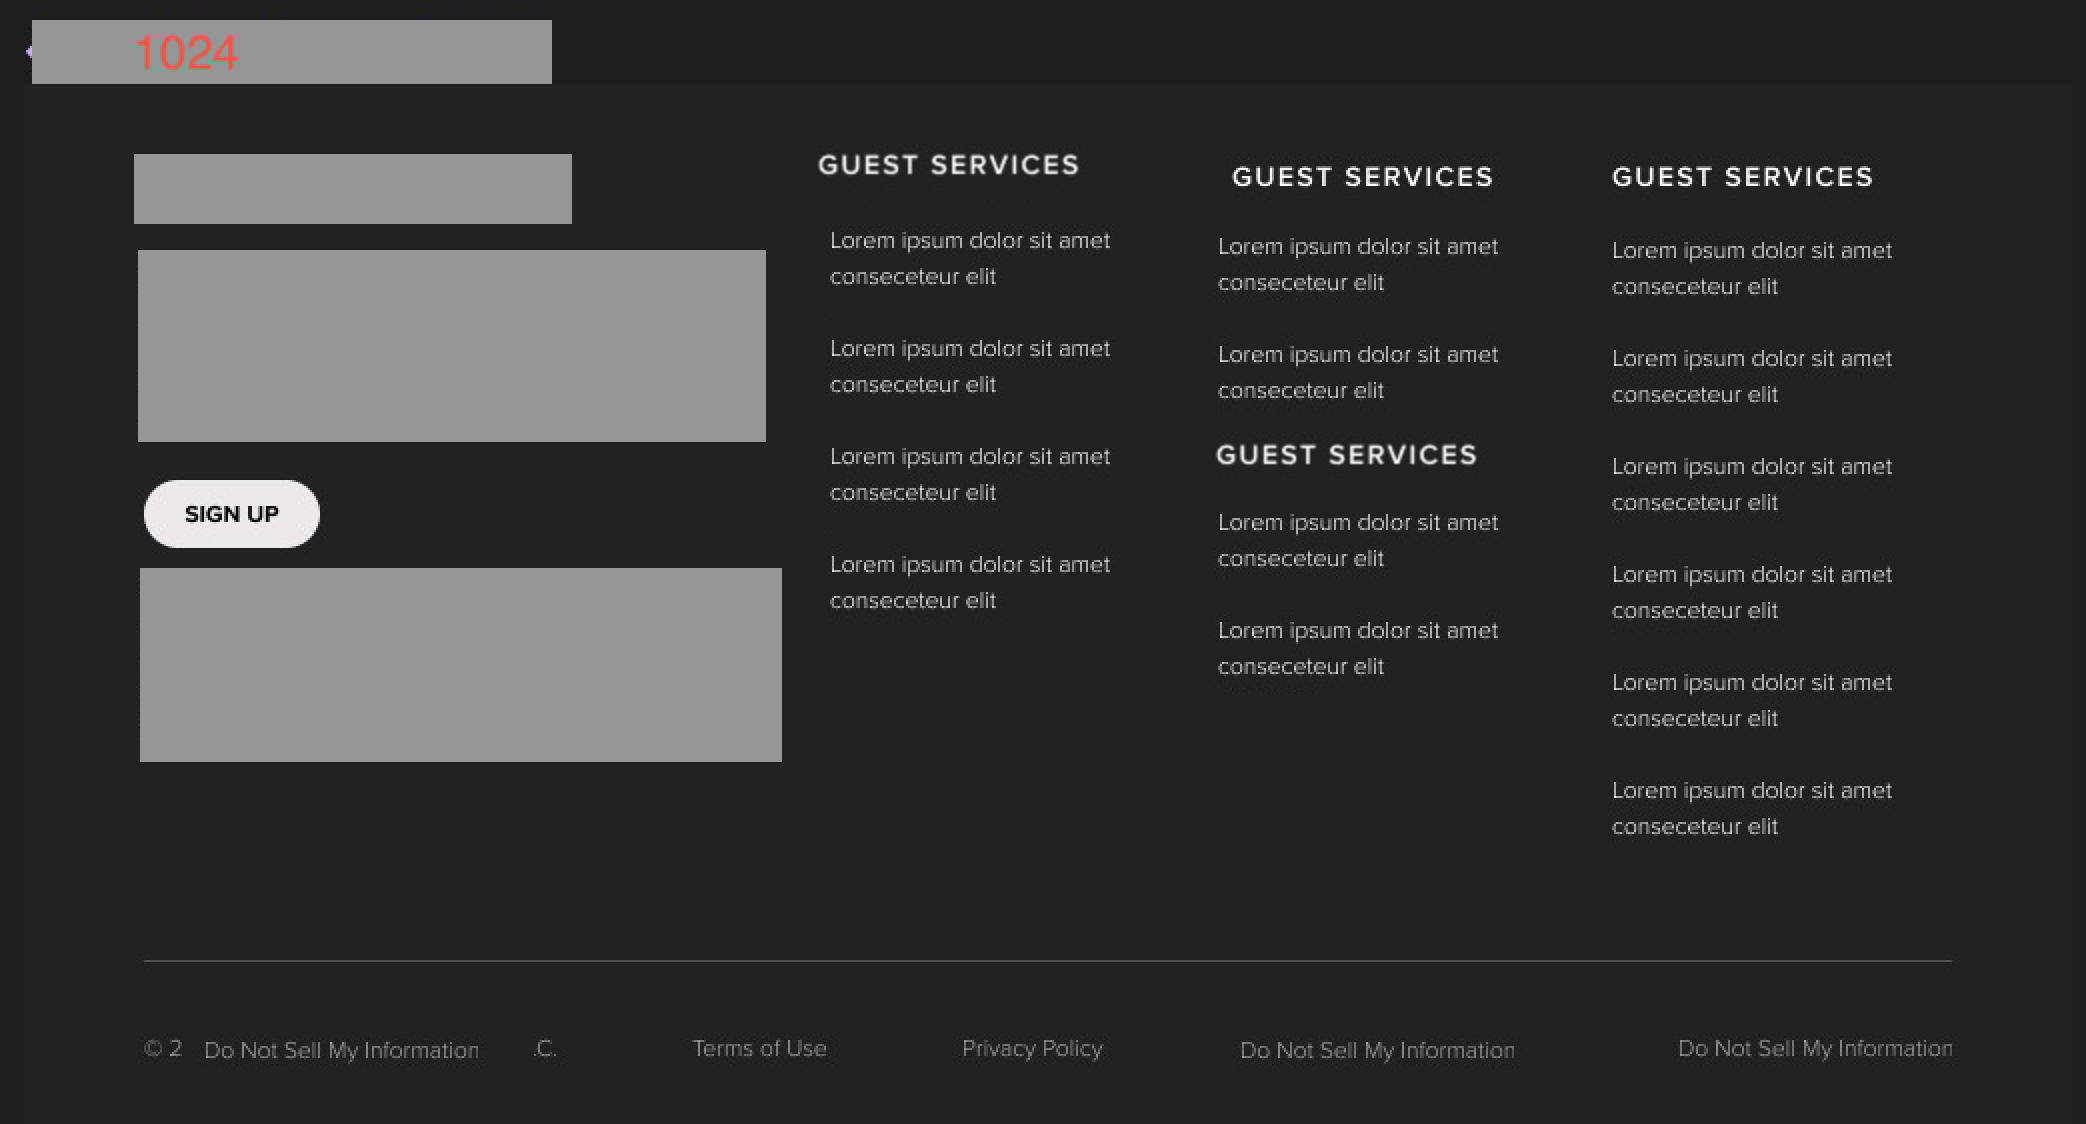 1024
GUEST SERVICES
Lorem ipsum dolor sit amet
conseceteur elit
Lorem ipsum dolor sit amet
conseceteur elit
Lorem ipsum dolor sit amet
conseceteur elit
Lorem ipsum dolor sit amet
conseceteur elit
GUEST SERVICES
Lorem ipsum dolor sit amet
conseceteur elit
Lorem ipsum dolor sit amet
conseceteur elit
GUEST SERVICES
Lorem ipsum dolor sit amet
conseceteur elit
Lorem ipsum dolor sit amet
conseceteur elit
GUEST SERVICES
Lorem ipsum dolor sit amet
conseceteur elit
Lorem ipsum dolor sit amet
conseceteur elit
Lorem ipsum dolor sit amet
conseceteur elit
Lorem ipsum dolor sit amet
conseceteur elit
Lorem ipsum dolor sit amet
conseceteur elit
Lorem ipsum dolor sit amet
conseceteur elit
SIGN UP
© 2 Do Not Sell My Information .C. Terms of Use Privacy Policy Do Not Sell My Information Do Not Sell My Information